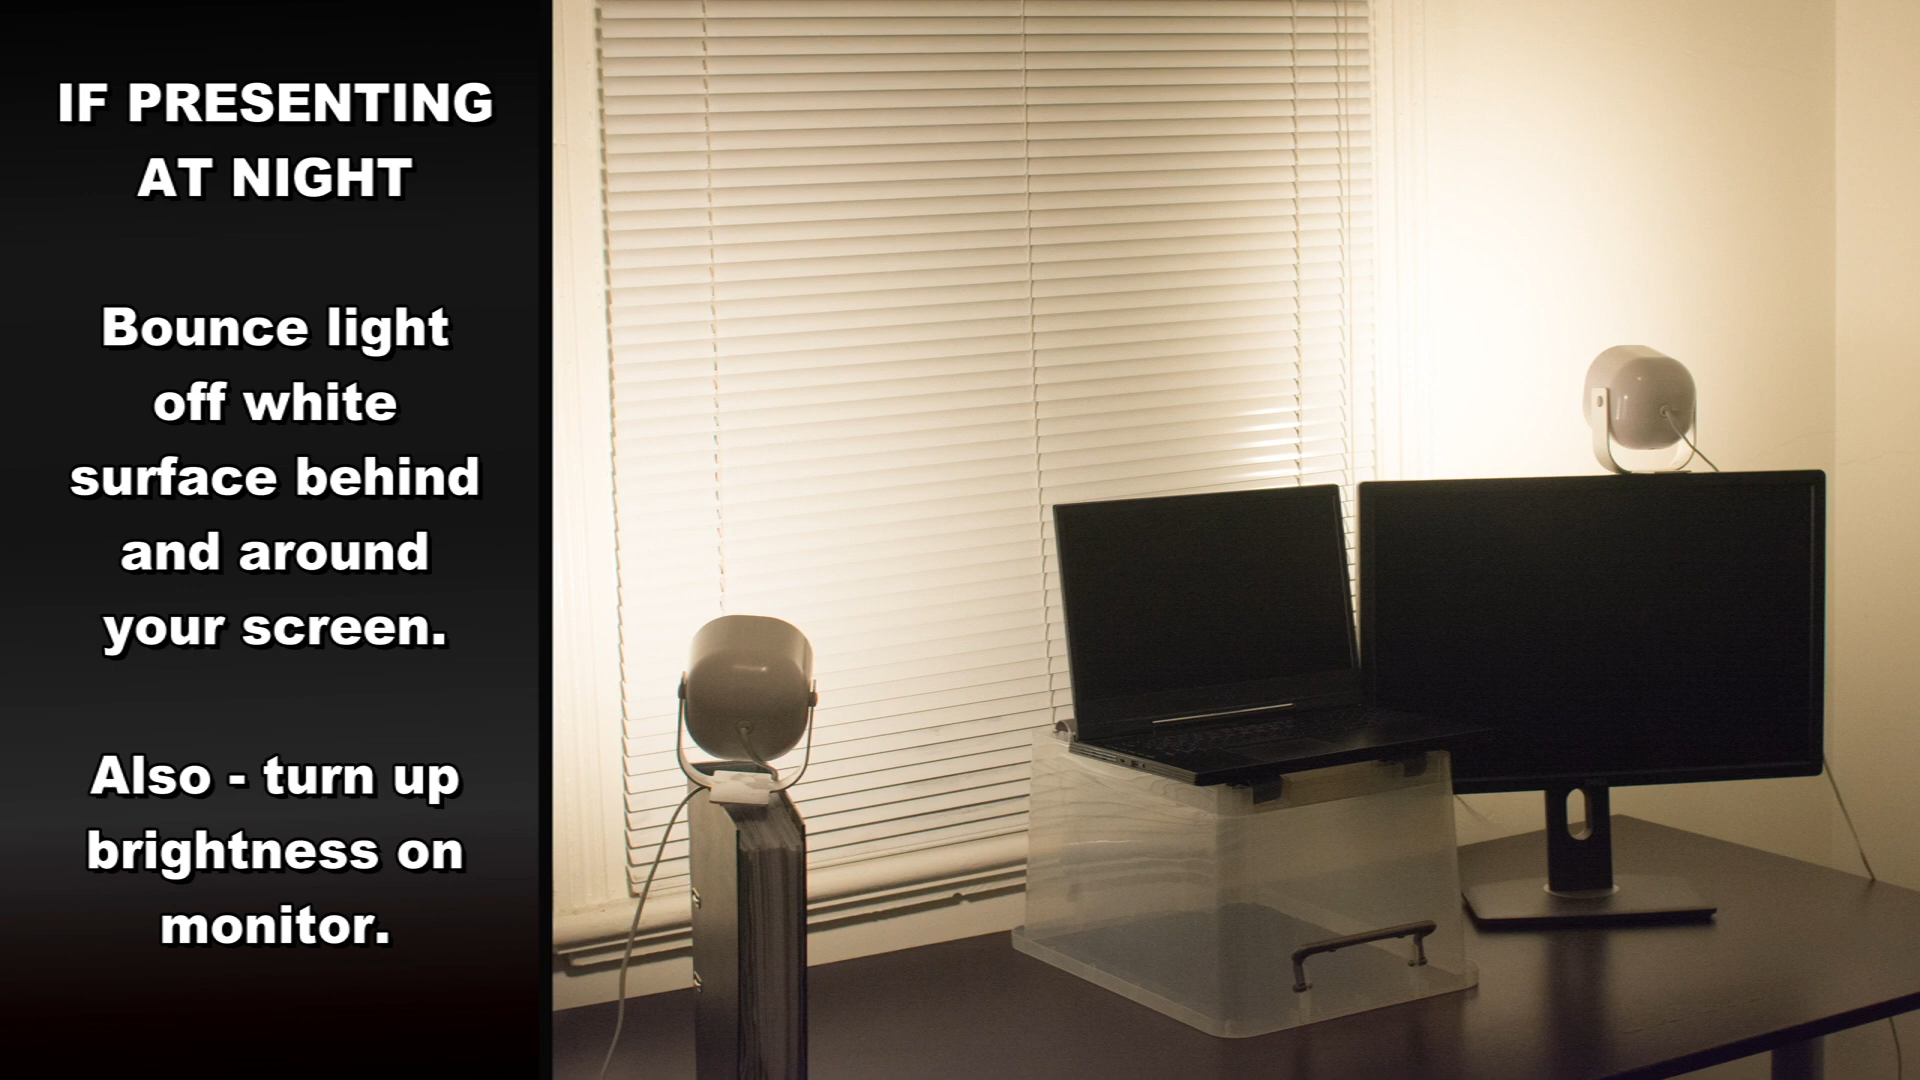 IF PRESENTING
AT NIGHT
Bounce light
off white
surface behind
and around
your screen.
Also - turn up
brightness on
monitor.